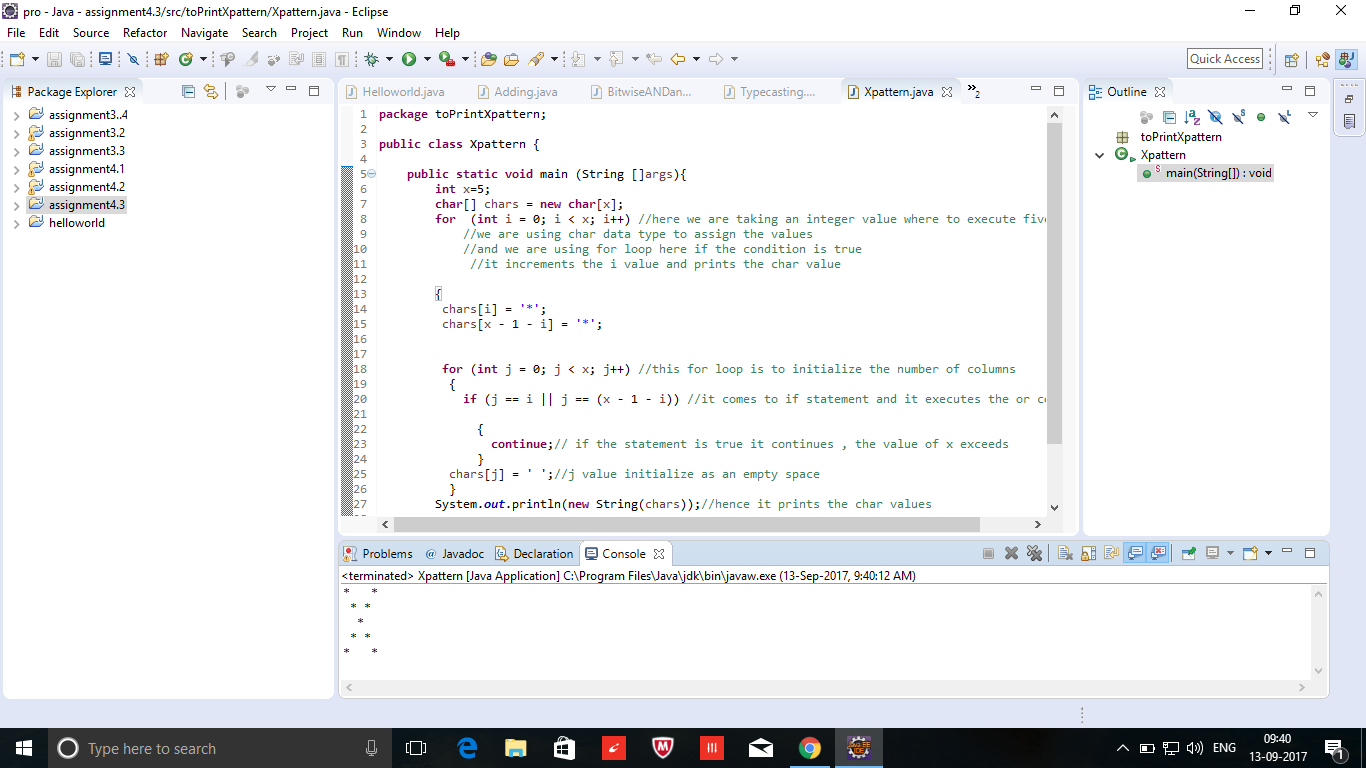 pro - Java - assignment4.3/src/toPrintXpattern/Xpattern.java - Eclipse
File Edit Source Refactor Navigate Search Project Run Window Help
Quick Access
Package Explorer
assignment3..4
assignment3.2
assignment3.3
assignment4.1
assignment4.2
assignment4.3
helloworld
Helloworld.java Adding.java BitwiseANDan... Typecasting.... Xpattern.java »2
1 package toPrintXpattern;
2
3 public class Xpattern {
4
5 public static void main (String []args){
6 int x=5;
7 char[] chars = new char[x];
8 for (int i = 0; i < x; i++) //here we are taking an integer value where to execute five
9 //we are using char data type to assign the values
10 //and we are using for loop here if the condition is true
11 //it increments the i value and prints the char value
12
13 {
14 chars[i] = '*';
15 chars[x - 1 - i] = '*';
16
17
18 for (int j = 0; j < x; j++) //this for loop is to initialize the number of columns
19 {
20 if (j == i || j == (x - 1 - i)) //it comes to if statement and it executes the or
21
22 {
23 continue;// if the statement is true it continues , the value of x exceeds
24 }
25 chars[j] = ' ';//j value initialize as an empty space
26 }
27 System.out.println(new String(chars));//hence it prints the char values
Outline
toPrintXpattern
Xpattern
main(String[]) : void
Problems @ Javadoc Declaration Console
<terminated> Xpattern [Java Application] C:\Program Files\Java\jdk\bin\javaw.exe (13-Sep-2017, 9:40:12 AM)
*   *
 * *
  *
 * *
*   *
Type here to search
ENG
09:40
13-09-2017
1